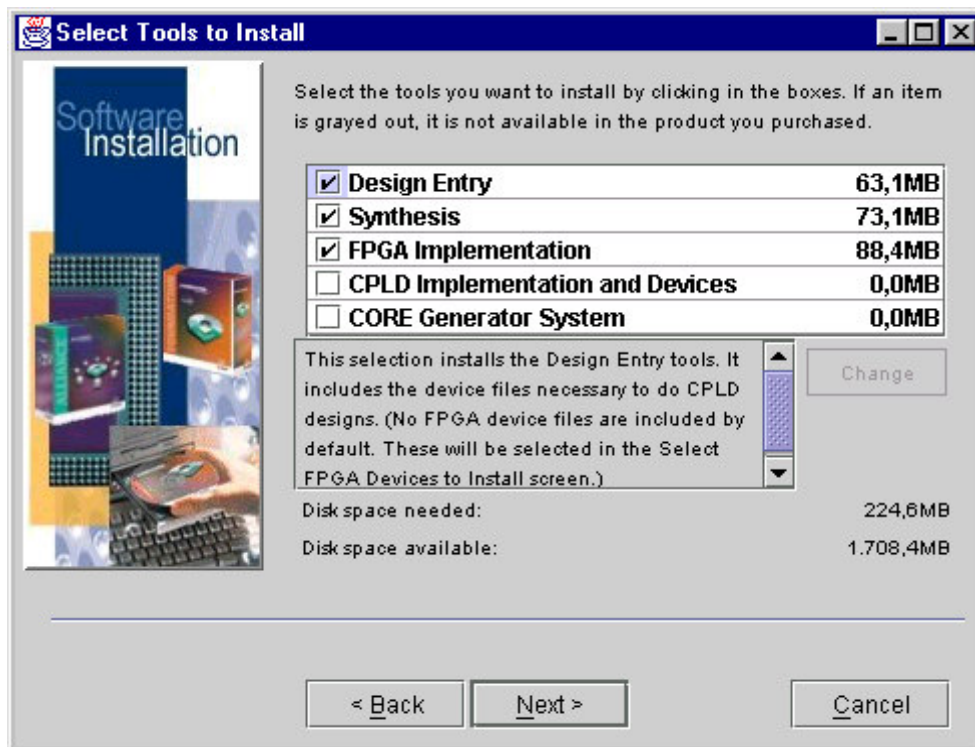 Select Tools to Install
Software
Installation
Select the tools you want to install by clicking in the boxes. If an item
is grayed out, it is not available in the product you purchased.
Design Entry 63,1MB
Synthesis 73,1MB
FPGA Implementation 88,4MB
CPLD Implementation and Devices 0,0MB
CORE Generator System 0,0MB
This selection installs the Design Entry tools. It
includes the device files necessary to do CPLD
designs. (No FPGA device files are included by
default. These will be selected in the Select
FPGA Devices to Install screen.)
Change
ALLIANCE
Disk space needed: 224,6MB
Disk space available: 1.708,4MB
< Back
Next >
Cancel